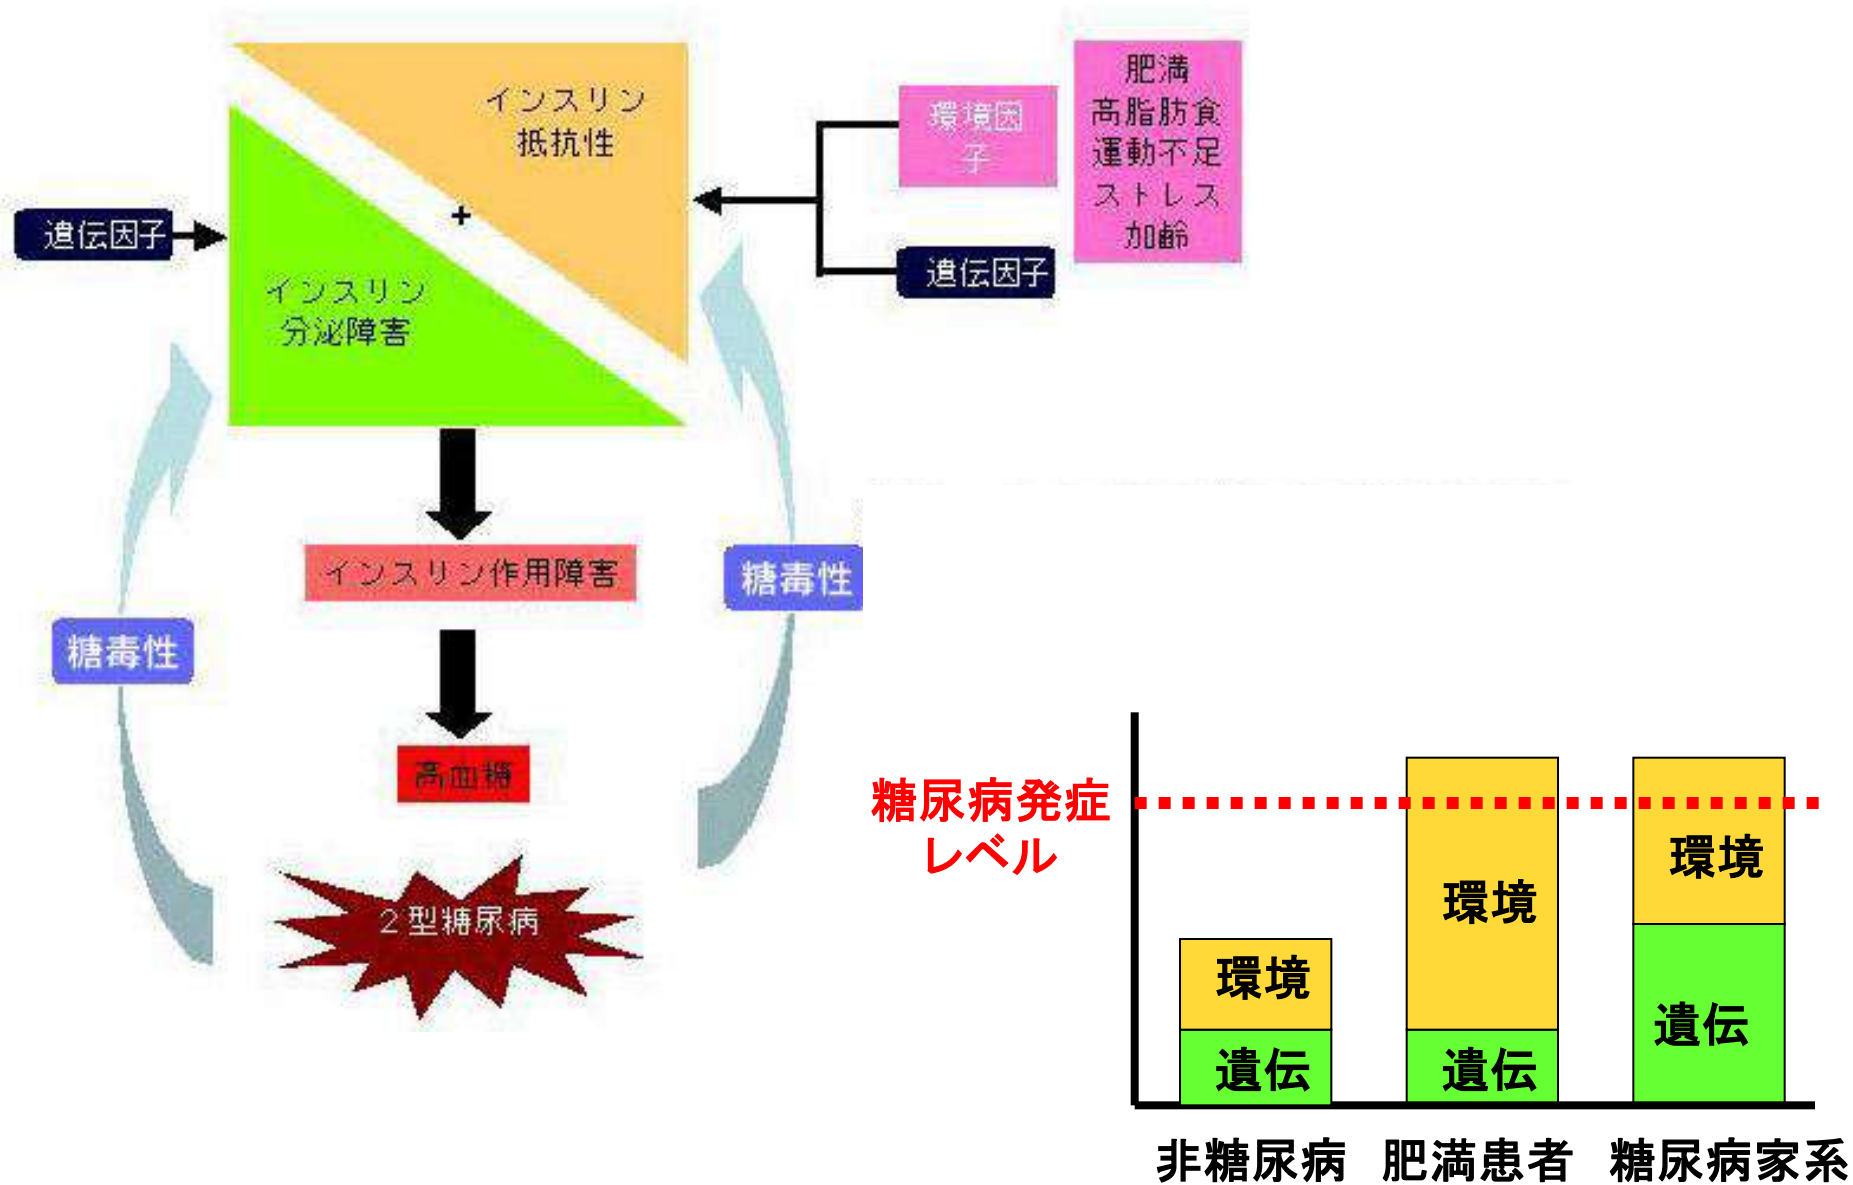 インスリン
抵抗性
環境因
子
肥満
高脂肪食
運動不足
ストレス
加齢
遺伝因子
+
遺伝因子
インスリン
分泌障害
インスリン作用障害
糖毒性
糖毒性
高血糖
2型糖尿病
糖尿病発症
レベル
環境
遺伝
環境
遺伝
環境
遺伝
非糖尿病
肥満患者
糖尿病家系